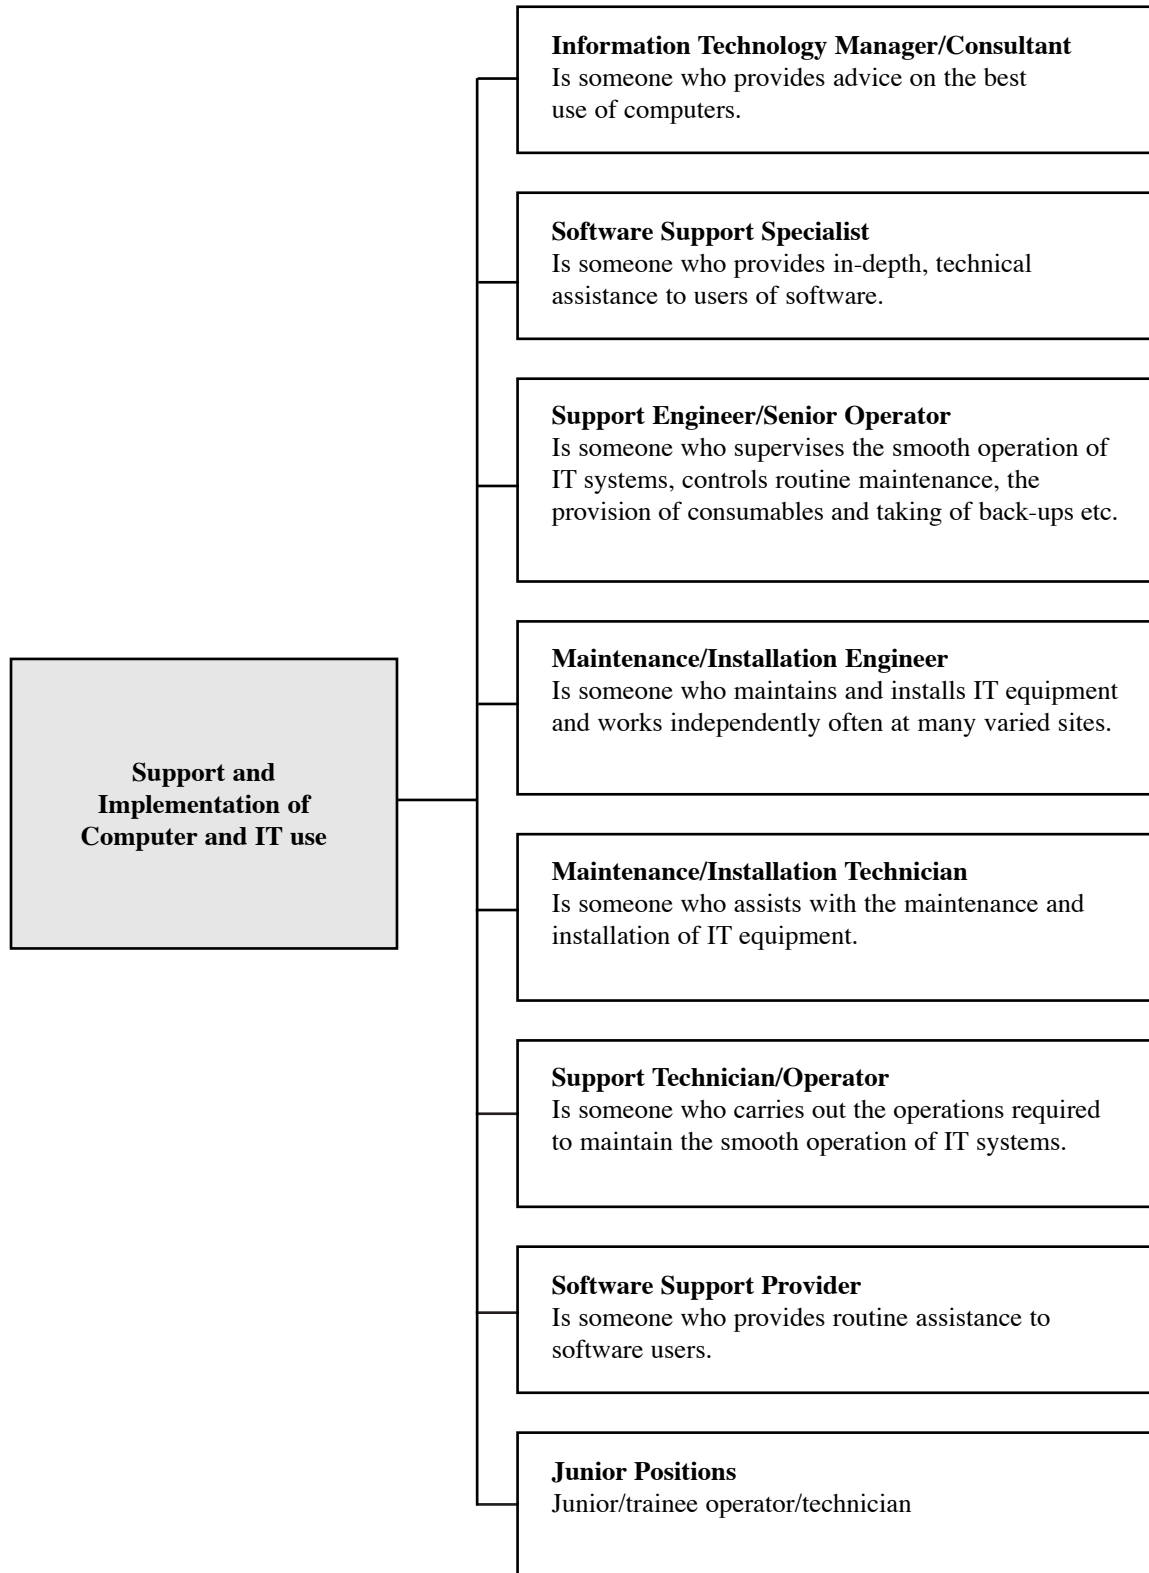 Information Technology Manager/Consultant
Is someone who provides advice on the best
use of computers.
Software Support Specialist
Is someone who provides in-depth, technical
assistance to users of software.
Support Engineer/Senior Operator
Is someone who supervises the smooth operation of
IT systems, controls routine maintenance, the
provision of consumables and taking of back-ups etc.
Support and
Implementation of
Computer and IT use
Maintenance/Installation Engineer
Is someone who maintains and installs IT equipment
and works independently often at many varied sites.
Maintenance/Installation Technician
Is someone who assists with the maintenance and
installation of IT equipment.
Support Technician/Operator
Is someone who carries out the operations required
to maintain the smooth operation of IT systems.
Software Support Provider
Is someone who provides routine assistance to
software users.
Junior Positions
Junior/trainee operator/technician